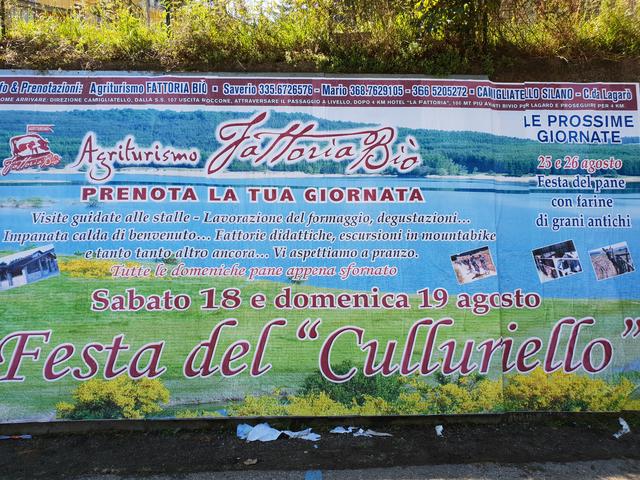 fo & Prenotazioni: Agriturismo FATTORIA BIÒ • Saverio 335.6726576 - Mario 368.7629105 - 366 5205272 • CAMIGLIATELLO SILANO - C.da Lagarò
OME ARRIVARE: DIREZIONE CAMIGLIATELLO, DALLA S.S. 107 USCITA MOCCONE, ATTRAVERSARE IL PASSAGGIO A LIVELLO, DOPO 4 KM HOTEL "LA FATTORIA", 100 MT PIÙ AVANTI BIVIO PER LAGARÒ E PROSEGUIRE PER 4 KM.
Agriturismo Fattoria Biò
PRENOTA LA TUA GIORNATA
Visite guidate alle stalle - Lavorazione del formaggio, degustazioni...
Impanata calda di benvenuto... Fattorie didattiche, escursioni in mountabike
e tanto tanto altro ancora... Vi aspettiamo a pranzo.
Tutte le domeniche pane appena sfornato
LE PROSSIME
GIORNATE
25 e 26 agosto
Festa del pane
con farine
di grani antichi
Sabato 18 e domenica 19 agosto
Festa del "Culluriello"